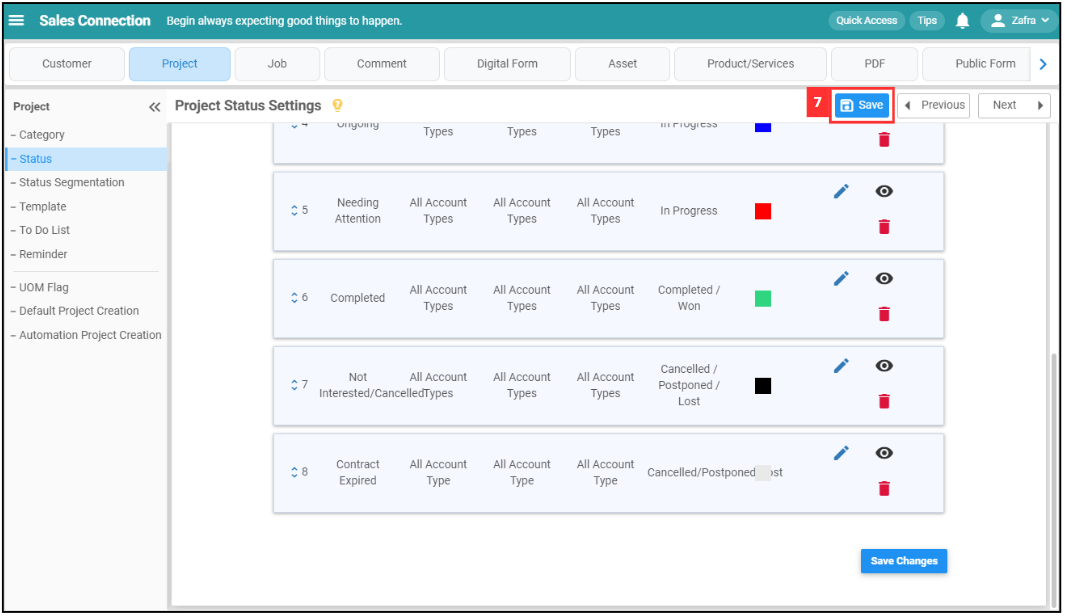 Sales Connection Begin always expecting good things to happen. Quick Access Tips Zafra
Customer Project Job Comment Digital Form Asset Product/Services PDF Public Form
Project
Project Status Settings
7 Save Previous Next
– Category
– Status
– Status Segmentation
– Template
– To Do List
– Reminder
– UOM Flag
– Default Project Creation
– Automation Project Creation
4 Ongoing Types Types Types In Progress
5 Needing Attention All Account Types All Account Types All Account Types In Progress
6 Completed All Account Types All Account Types All Account Types Completed / Won
7 Not Interested/Cancelled All Account Types All Account Types All Account Types Cancelled / Postponed / Lost
8 Contract Expired All Account Type All Account Type All Account Type Cancelled/Postponed ost
Save Changes